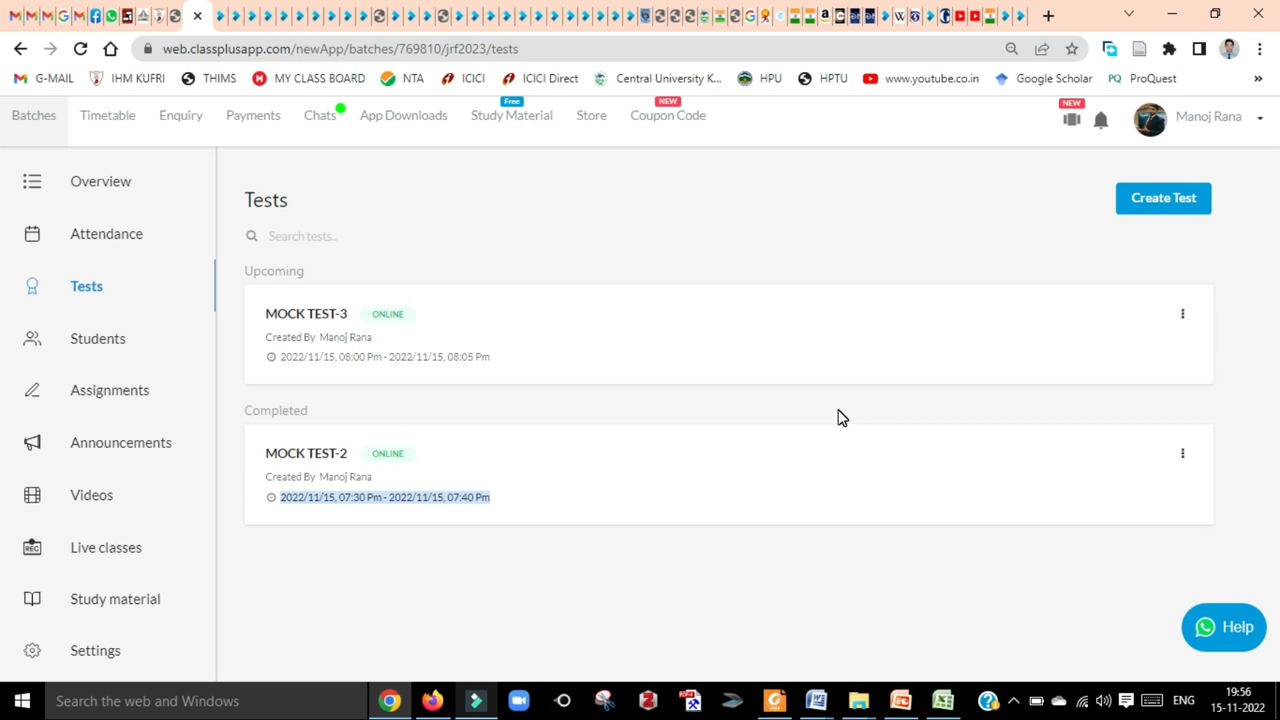 web.classplusapp.com/newApp/batches/769810/jrf2023/tests
G-MAIL
IHM KUFRI
THIMS
MY CLASS BOARD
NTA
ICICI
ICICI Direct
Central University K...
HPU
HPTU
www.youtube.co.in
Google Scholar
ProQuest
»
Batches
Timetable
Enquiry
Payments
Chats
App Downloads
Free
Study Material
Store
NEW
Coupon Code
NEW
Manoj Rana
Overview
Attendance
Tests
Students
Assignments
Announcements
Videos
REC
Live classes
Study material
Settings
Tests
Create Test
Search tests..
Upcoming
MOCK TEST-3 ONLINE
Created By Manoj Rana
2022/11/15, 08:00 Pm - 2022/11/15, 08:05 Pm
Completed
MOCK TEST-2 ONLINE
Created By Manoj Rana
2022/11/15, 07:30 Pm - 2022/11/15, 07:40 Pm
Help
Search the web and Windows
ENG
19:56
15-11-2022